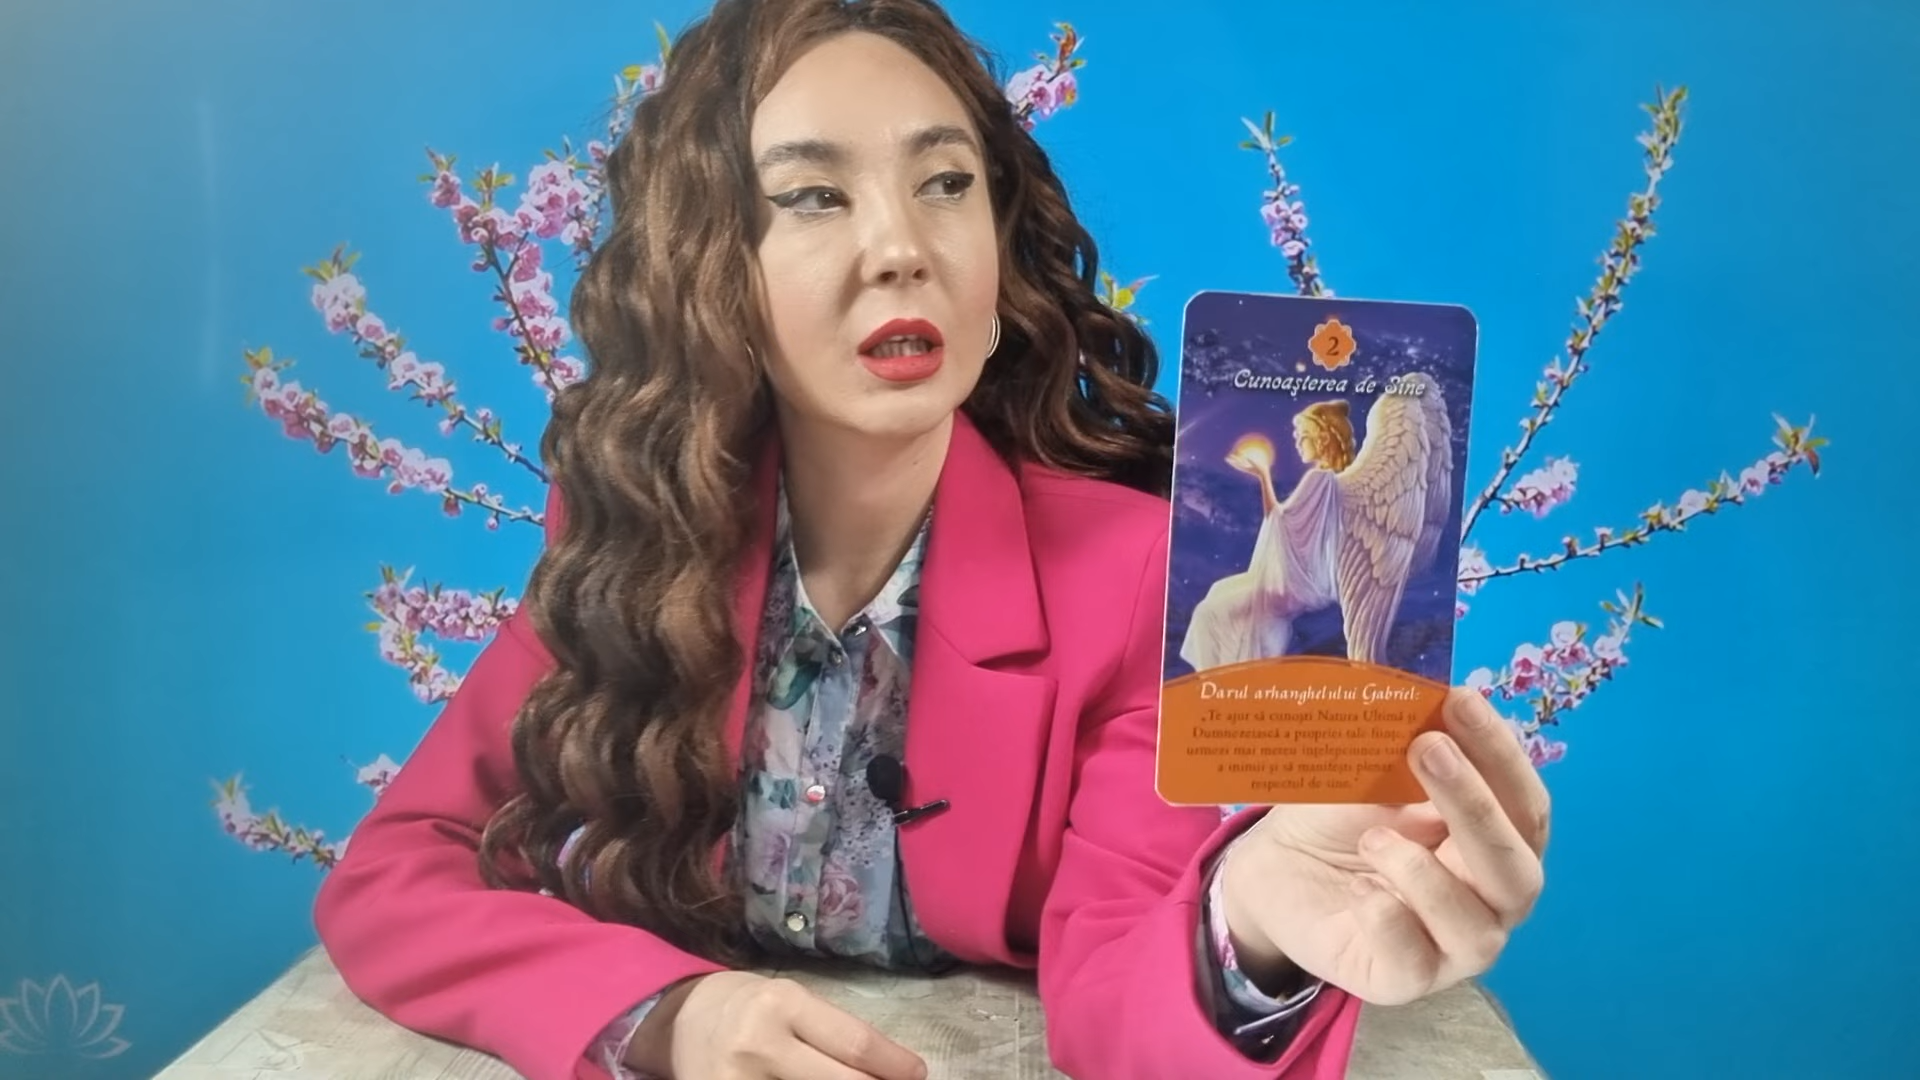 2
Cunoașterea de Sine
Darul arhanghelului Gabriel:
„Te ajut să cunoști Natura Ultimă și
Dumnezeiască a propriei tale ființe,
urmezi mai mereu înțelepciunea
a inimii și să manifești plenar
respectul de sine."